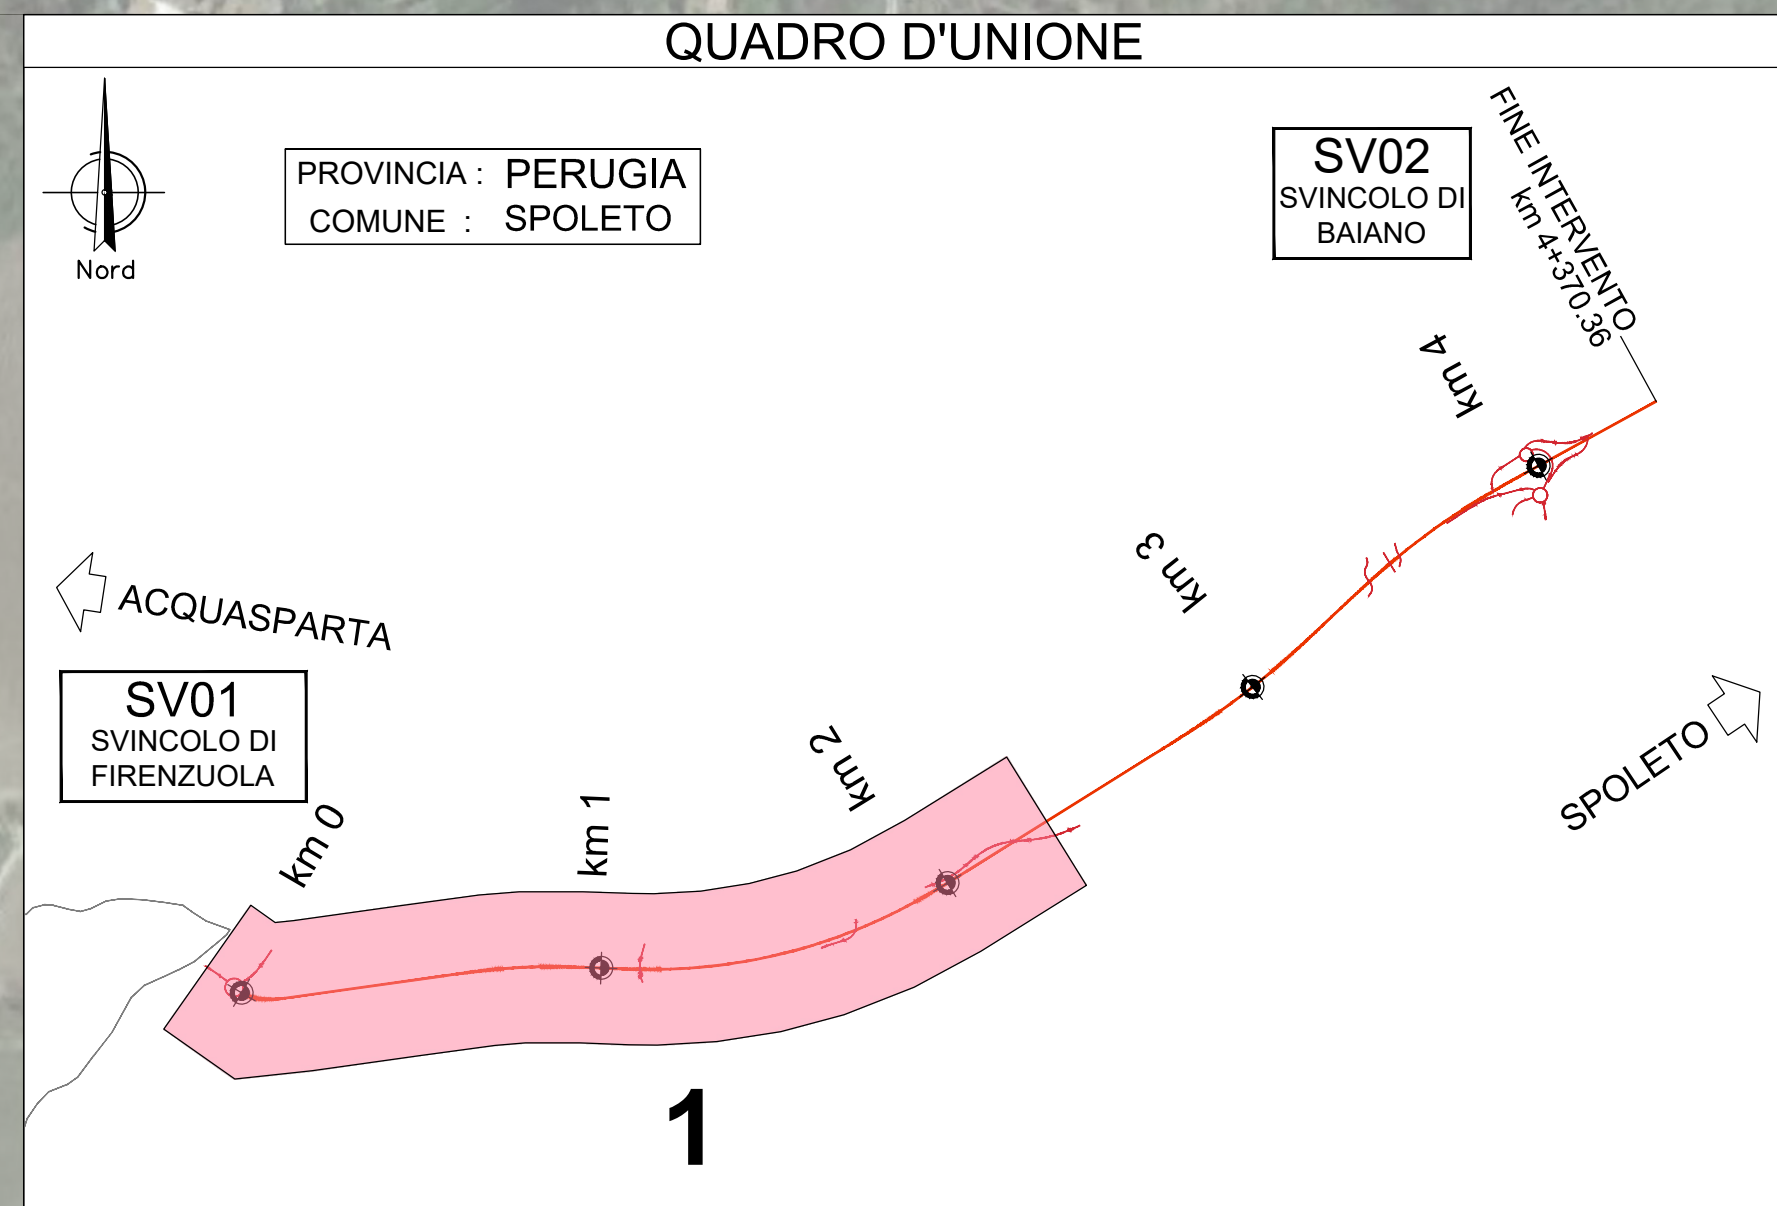 QUADRO D'UNIONE
Nord
PROVINCIA : PERUGIA
COMUNE : SPOLETO
SV02
SVINCOLO DI
BAIANO
FINE INTERVENTO
km 4+370.36
km 4
km 3
ACQUASPARTA
SV01
SVINCOLO DI
FIRENZUOLA
km 0
km 1
km 2
SPOLETO
1